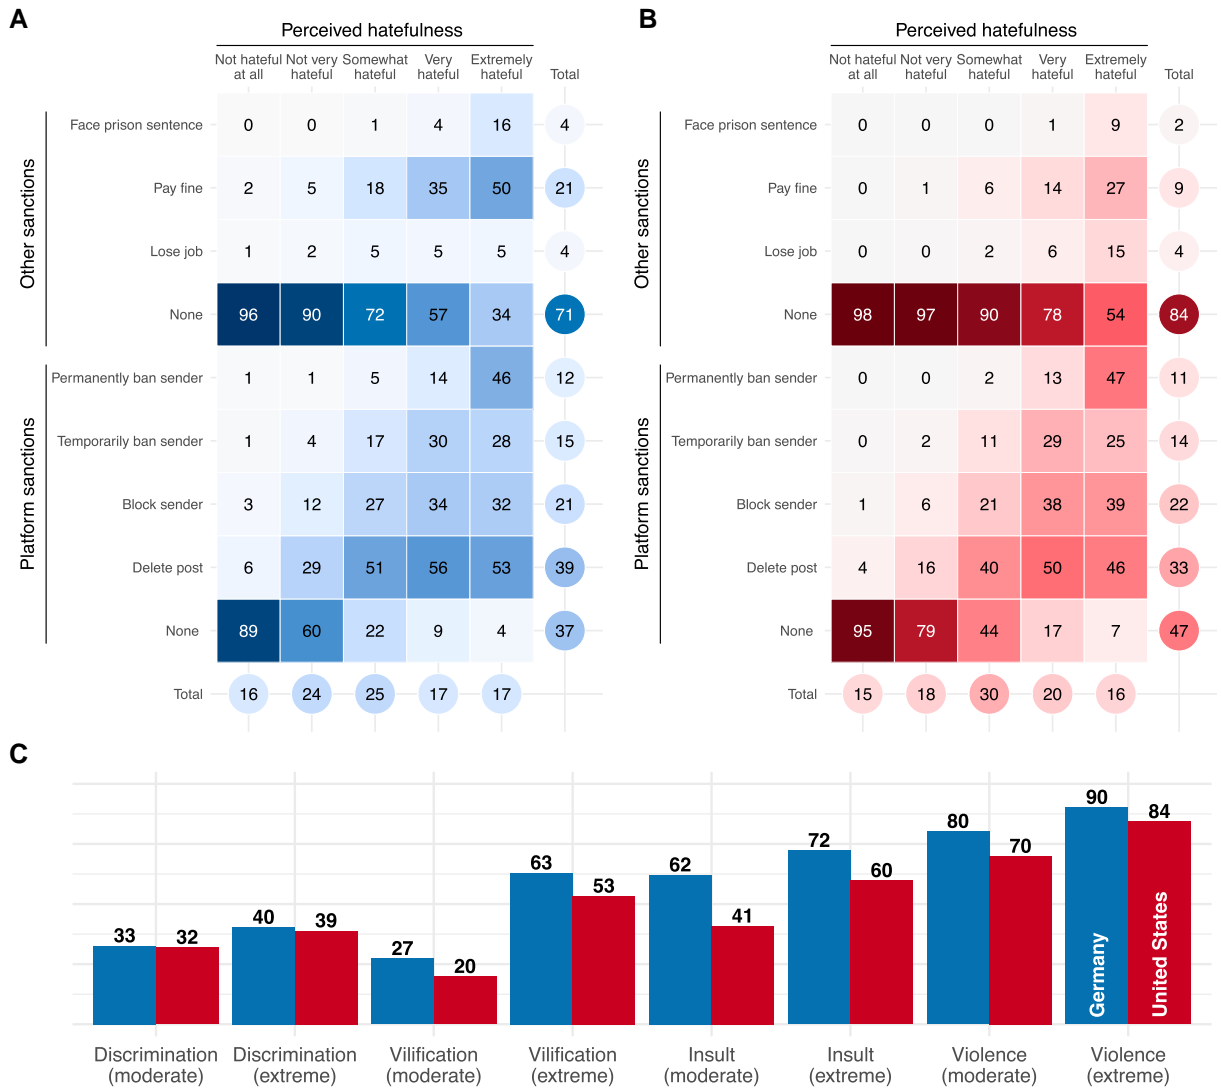 A
Perceived hatefulness
Not hateful at all Not very hateful Somewhat hateful Very hateful Extremely hateful Total
Other sanctions
Face prison sentence 0 0 1 4 16 4
Pay fine 2 5 18 35 50 21
Lose job 1 2 5 5 5 4
None 96 90 72 57 34 71
Platform sanctions
Permanently ban sender 1 1 5 14 46 12
Temporarily ban sender 1 4 17 30 28 15
Block sender 3 12 27 34 32 21
Delete post 6 29 51 56 53 39
None 89 60 22 9 4 37
Total 16 24 25 17 17
B
Perceived hatefulness
Not hateful at all Not very hateful Somewhat hateful Very hateful Extremely hateful Total
Other sanctions
Face prison sentence 0 0 0 1 9 2
Pay fine 0 1 6 14 27 9
Lose job 0 0 2 6 15 4
None 98 97 90 78 54 84
Platform sanctions
Permanently ban sender 0 0 2 13 47 11
Temporarily ban sender 0 2 11 29 25 14
Block sender 1 6 21 38 39 22
Delete post 4 16 40 50 46 33
None 95 79 44 17 7 47
Total 15 18 30 20 16
C
33 32 40 39 27 20 63 53 62 41 72 60 80 70 90 84
Germany
United States
Discrimination (moderate)
Discrimination (extreme)
Vilification (moderate)
Vilification (extreme)
Insult (moderate)
Insult (extreme)
Violence (moderate)
Violence (extreme)